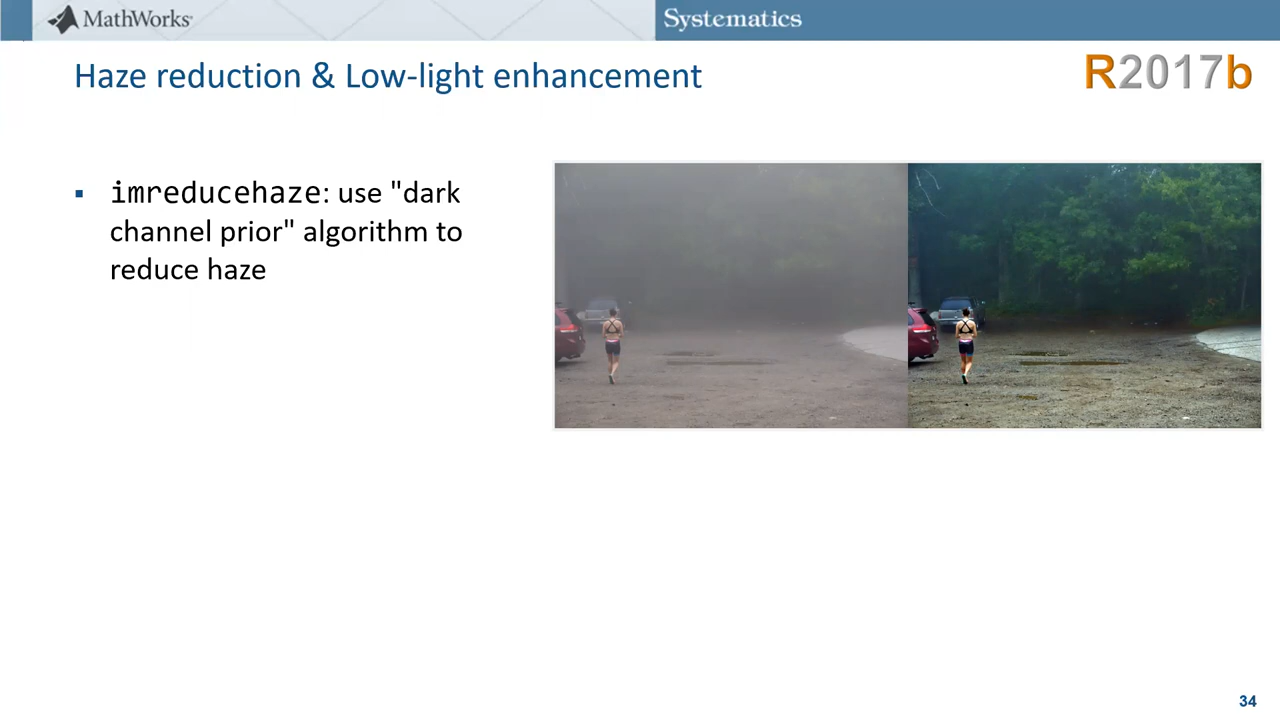 MathWorks®
Systematics
Haze reduction & Low-light enhancement
R2017b
▪ imreducehaze: use "dark
channel prior" algorithm to
reduce haze
34